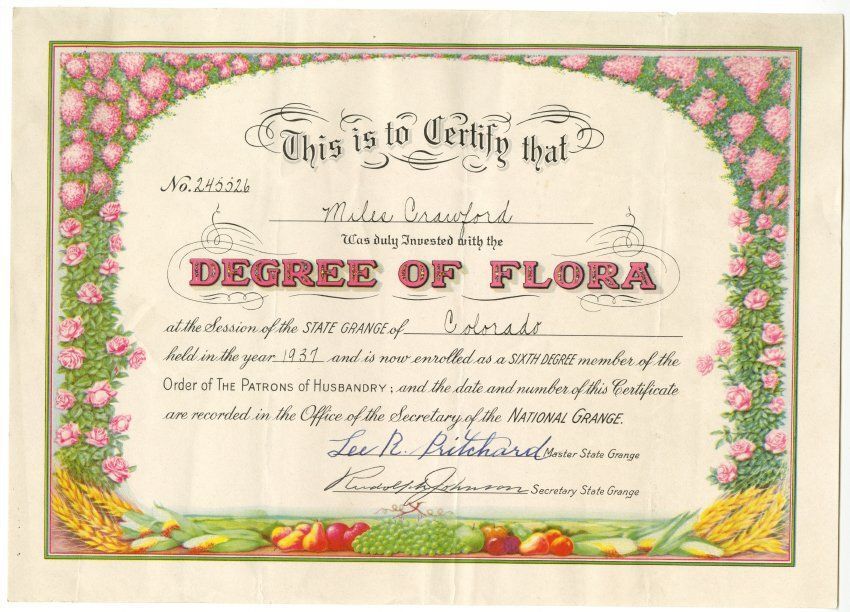 This is to Certify that
No. 245526
Miles Crawford
Was duly Invested with the
DEGREE OF FLORA
at the Session of the STATE GRANGE of Colorado
held in the year 1937 and is now enrolled as a SIXTH DEGREE member of the
Order of THE PATRONS OF HUSBANDRY; and the date and number of this Certificate
are recorded in the Office of the Secretary of the NATIONAL GRANGE.
Lee R. Pritchard Master State Grange
Rudolph Johnson Secretary State Grange